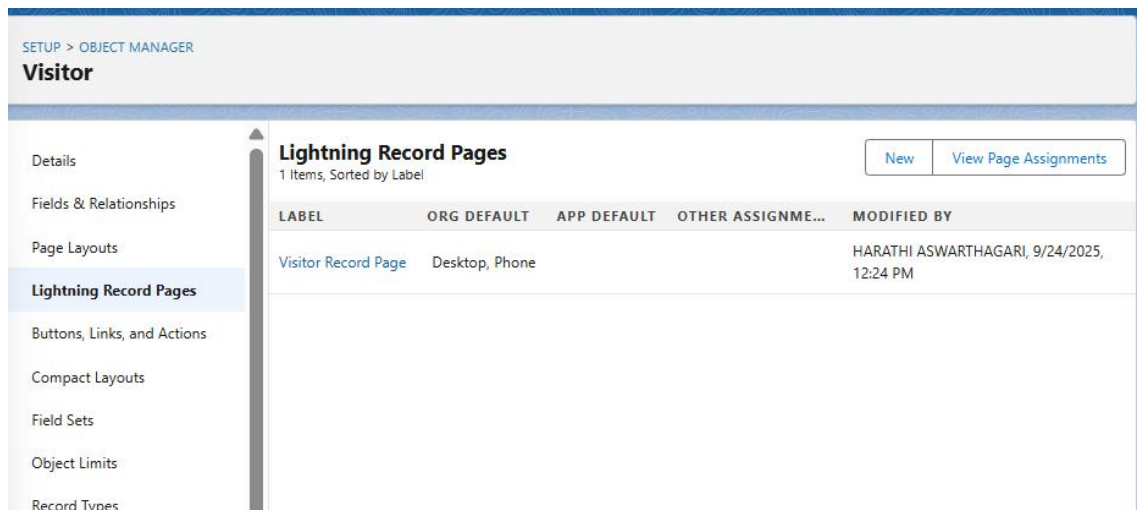 SETUP > OBJECT MANAGER
Visitor
Details
Fields & Relationships
Page Layouts
Lightning Record Pages
Buttons, Links, and Actions
Compact Layouts
Field Sets
Object Limits
Record Types
Lightning Record Pages
1 Items, Sorted by Label
New View Page Assignments
LABEL ORG DEFAULT APP DEFAULT OTHER ASSIGNME... MODIFIED BY
Visitor Record Page Desktop, Phone HARATHI ASWARTHAGARI, 9/24/2025,
12:24 PM